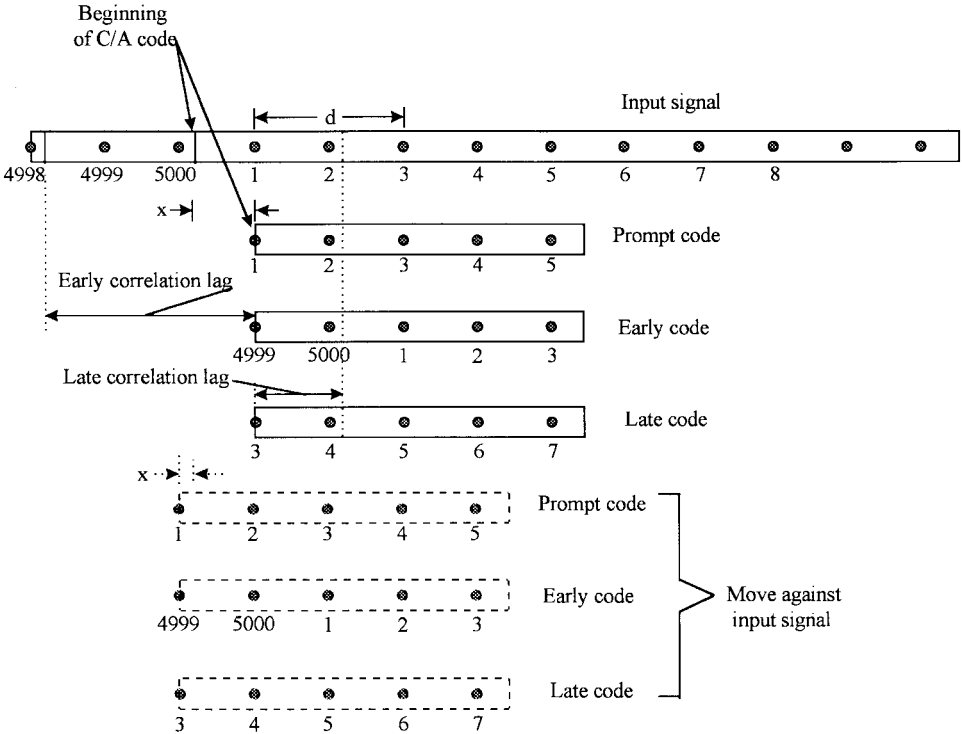 Beginning
of C/A code
d
Input signal
4998 4999 5000 1 2 3 4 5 6 7 8
x
Prompt code
1 2 3 4 5
Early correlation lag
Early code
4999 5000 1 2 3
Late correlation lag
Late code
3 4 5 6 7
x
Prompt code
1 2 3 4 5
Early code
4999 5000 1 2 3
Move against
input signal
Late code
3 4 5 6 7